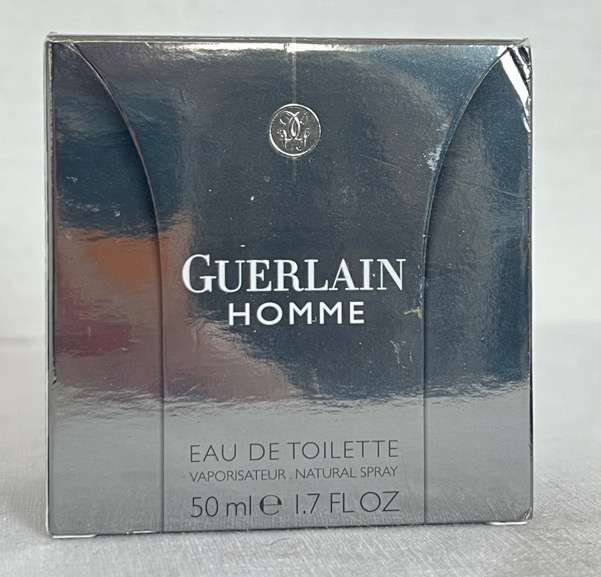 GUERLAIN
HOMME
EAU DE TOILETTE
VAPORISATEUR . NATURAL SPRAY
50 ml ℮ 1.7 FL OZ